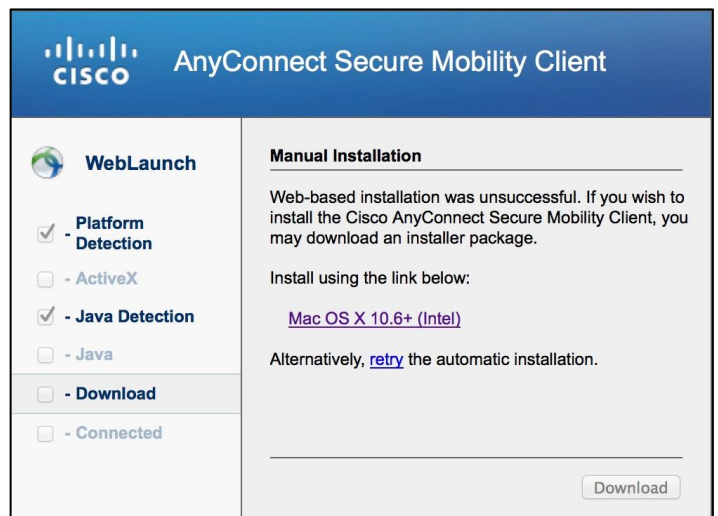 CISCO
AnyConnect Secure Mobility Client
WebLaunch
- Platform
Detection
- ActiveX
- Java Detection
- Java
- Download
- Connected
Manual Installation
Web-based installation was unsuccessful. If you wish to
install the Cisco AnyConnect Secure Mobility Client, you
may download an installer package.
Install using the link below:
Mac OS X 10.6+ (Intel)
Alternatively, retry the automatic installation.
Download